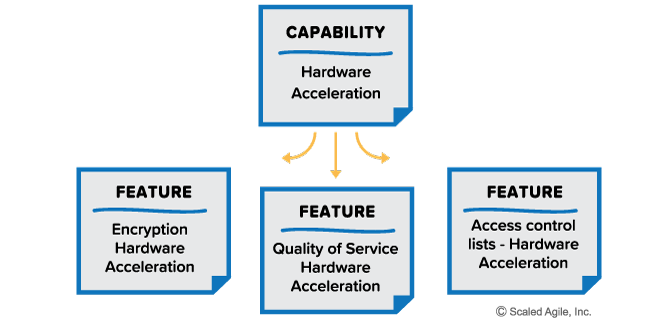 CAPABILITY
Hardware
Acceleration
FEATURE
Encryption
Hardware
Acceleration
FEATURE
Quality of Service
Hardware
Acceleration
FEATURE
Access control
lists - Hardware
Acceleration
© Scaled Agile, Inc.